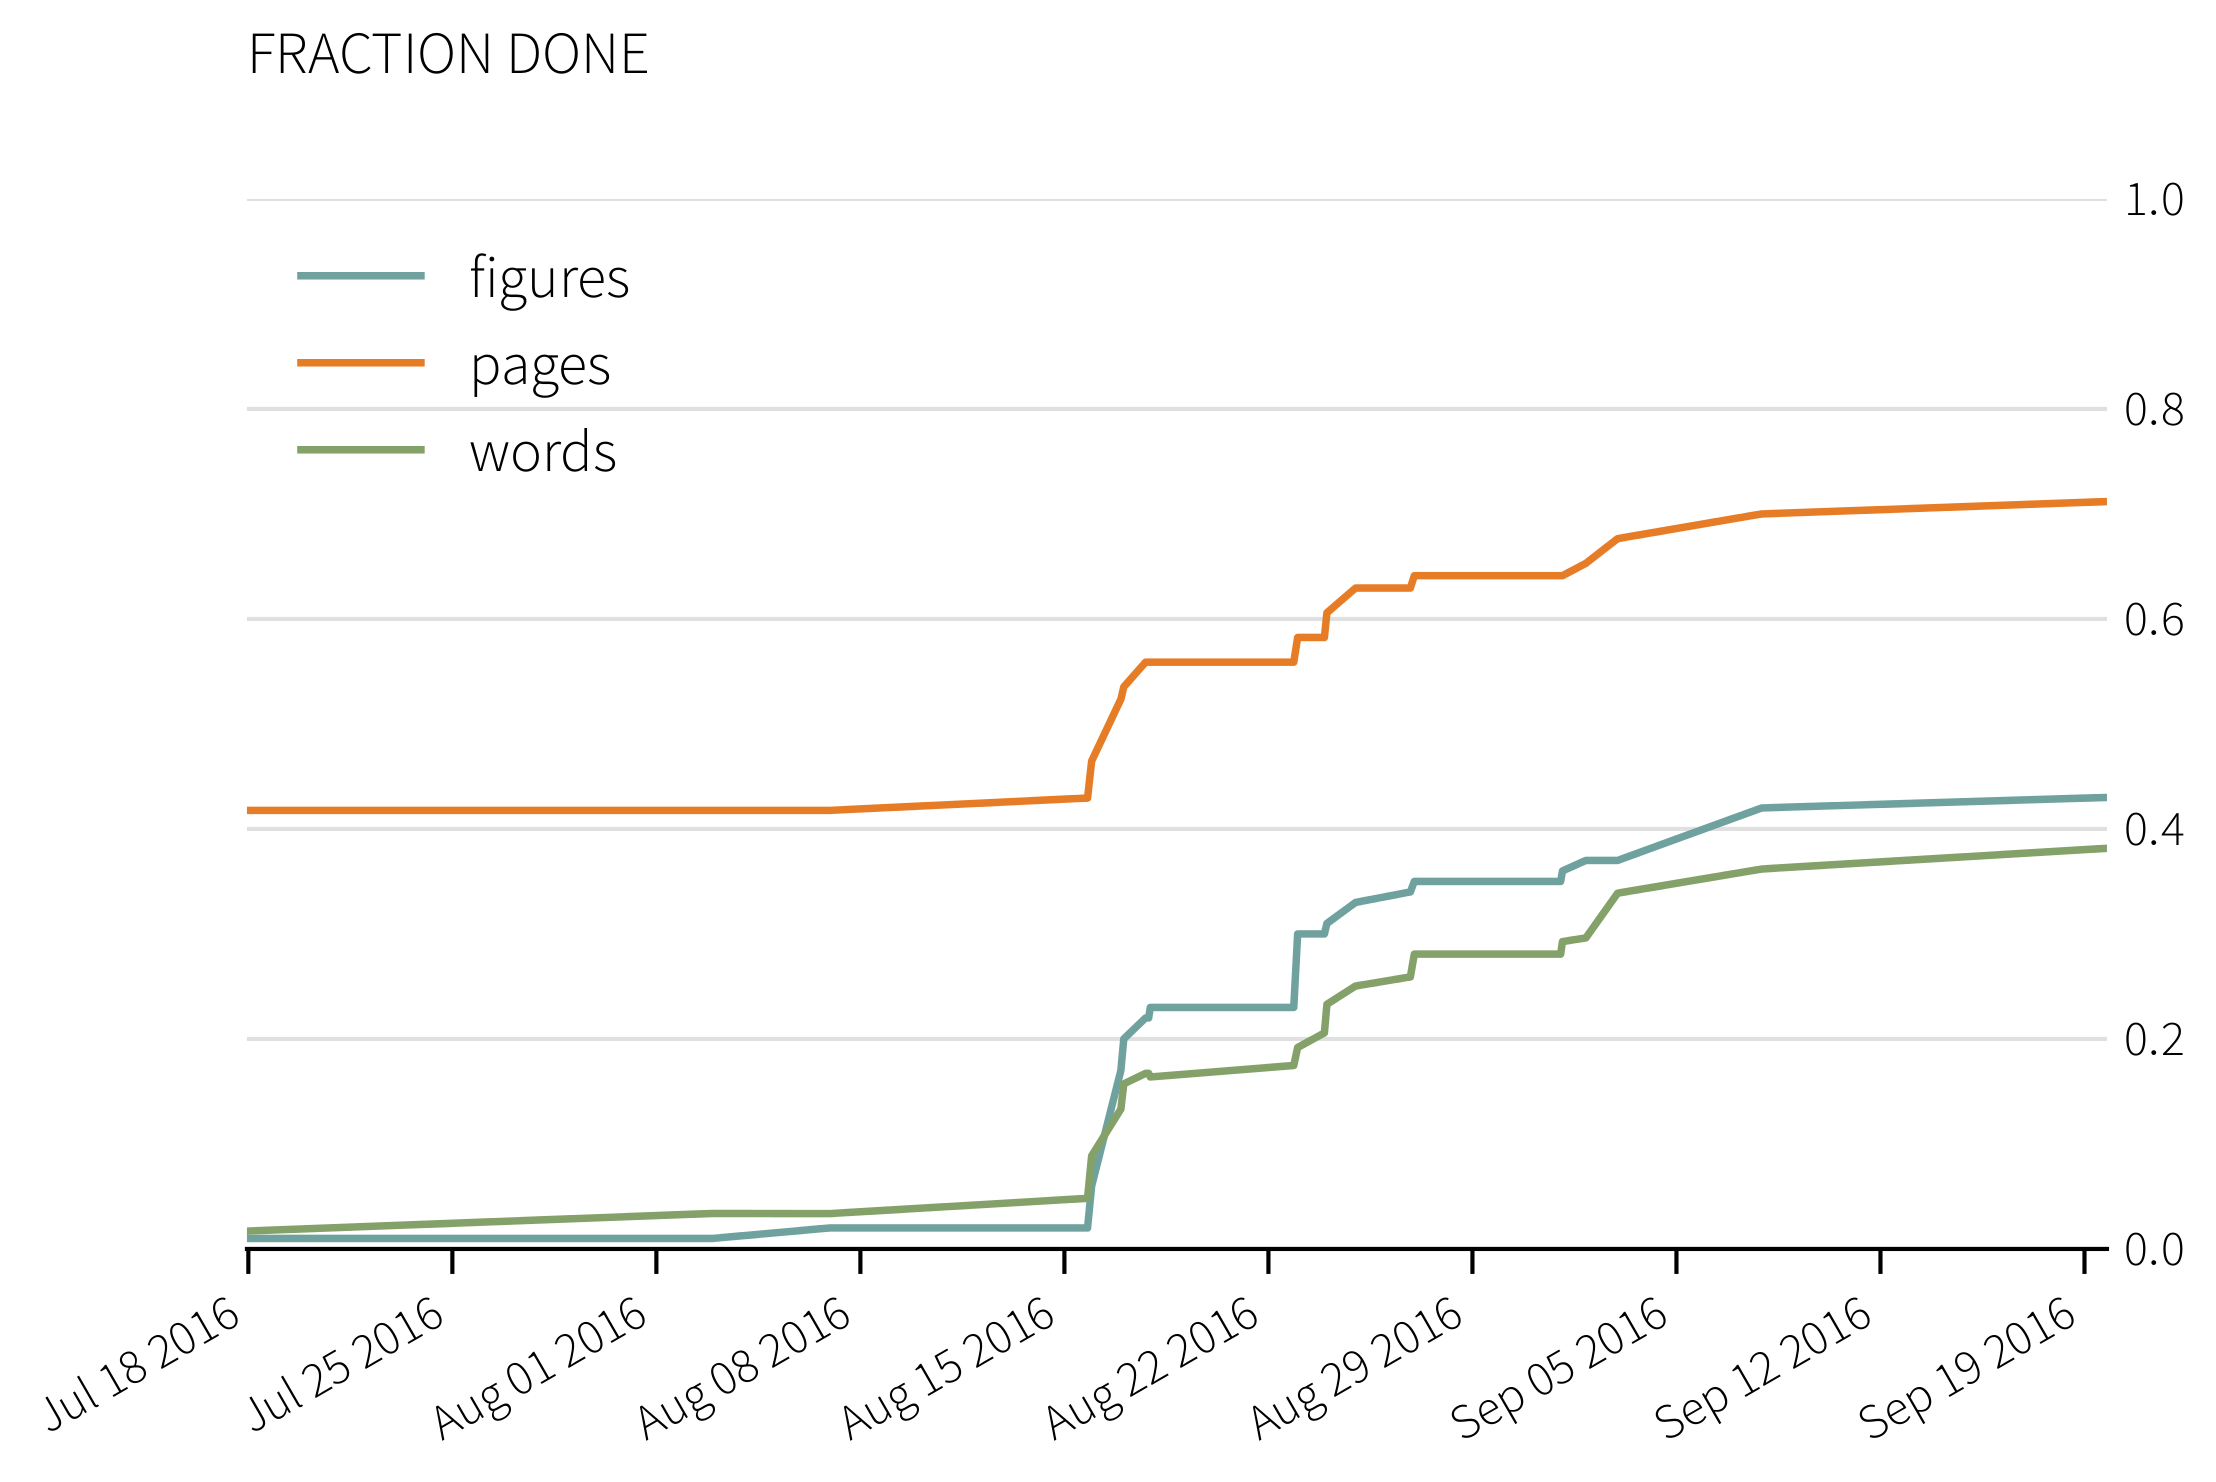 FRACTION DONE
1.0
figures
pages
0.8
words
0.6
0.4
0.2
0.0
Jul 18 2016
Jul 25 2016
Aug 01 2016
Aug 08 2016
Aug 15 2016
Aug 22 2016
Aug 29 2016
Sep 05 2016
Sep 12 2016
Sep 19 2016